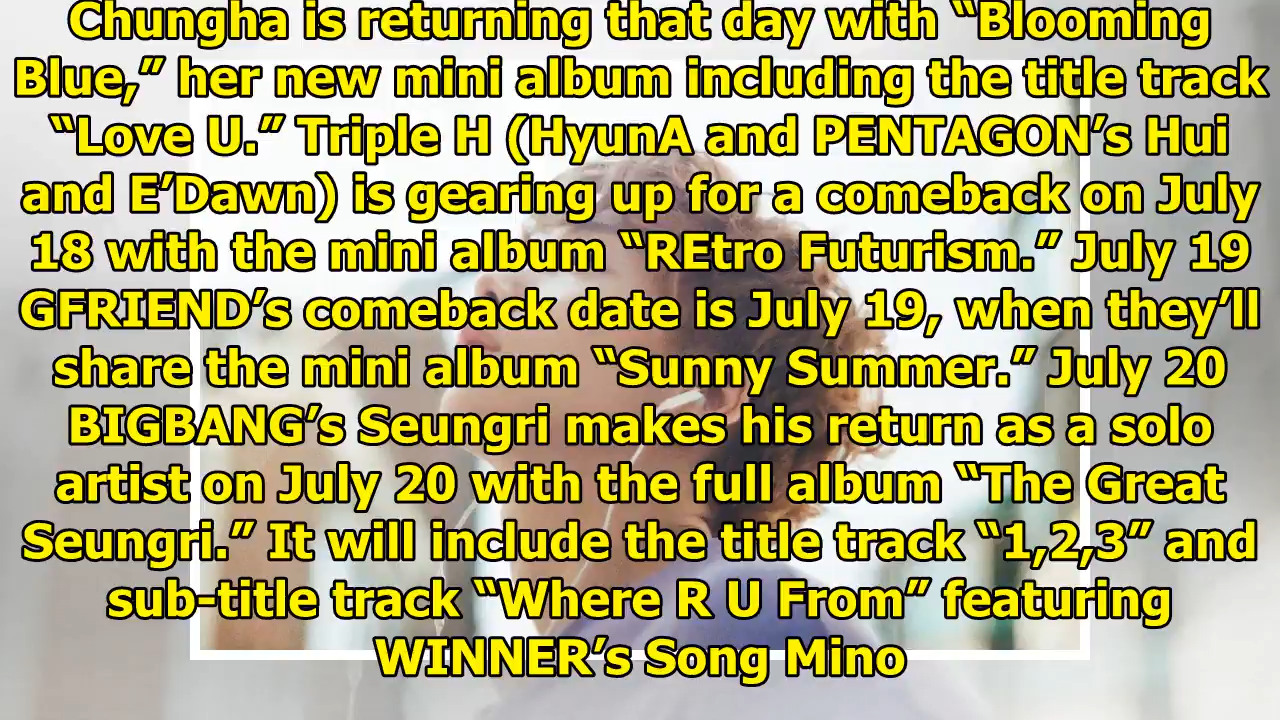 Chungha is returning that day with “Blooming
Blue,” her new mini album including the title track
“Love U.” Triple H (HyunA and PENTAGON’s Hui
and E’Dawn) is gearing up for a comeback on July
18 with the mini album “REtro Futurism.” July 19
GFRIEND’s comeback date is July 19, when they’ll
share the mini album “Sunny Summer.” July 20
BIGBANG’s Seungri makes his return as a solo
artist on July 20 with the full album “The Great
Seungri.” It will include the title track “1,2,3” and
sub-title track “Where R U From” featuring
WINNER’s Song Mino